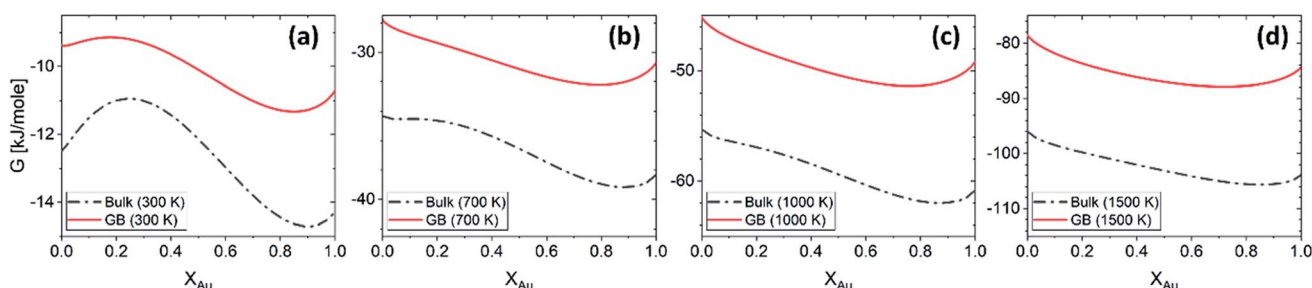 (a)
G [kJ/mole]
-10
-12
-14
Bulk (300 K)
GB (300 K)
0.0 0.2 0.4 0.6 0.8 1.0
X_Au
(b)
-30
-40
Bulk (700 K)
GB (700 K)
0.0 0.2 0.4 0.6 0.8 1.0
X_Au
(c)
-50
-60
Bulk (1000 K)
GB (1000 K)
0.0 0.2 0.4 0.6 0.8 1.0
X_Au
(d)
-80
-90
-100
-110
Bulk (1500 K)
GB (1500 K)
0.0 0.2 0.4 0.6 0.8 1.0
X_Au